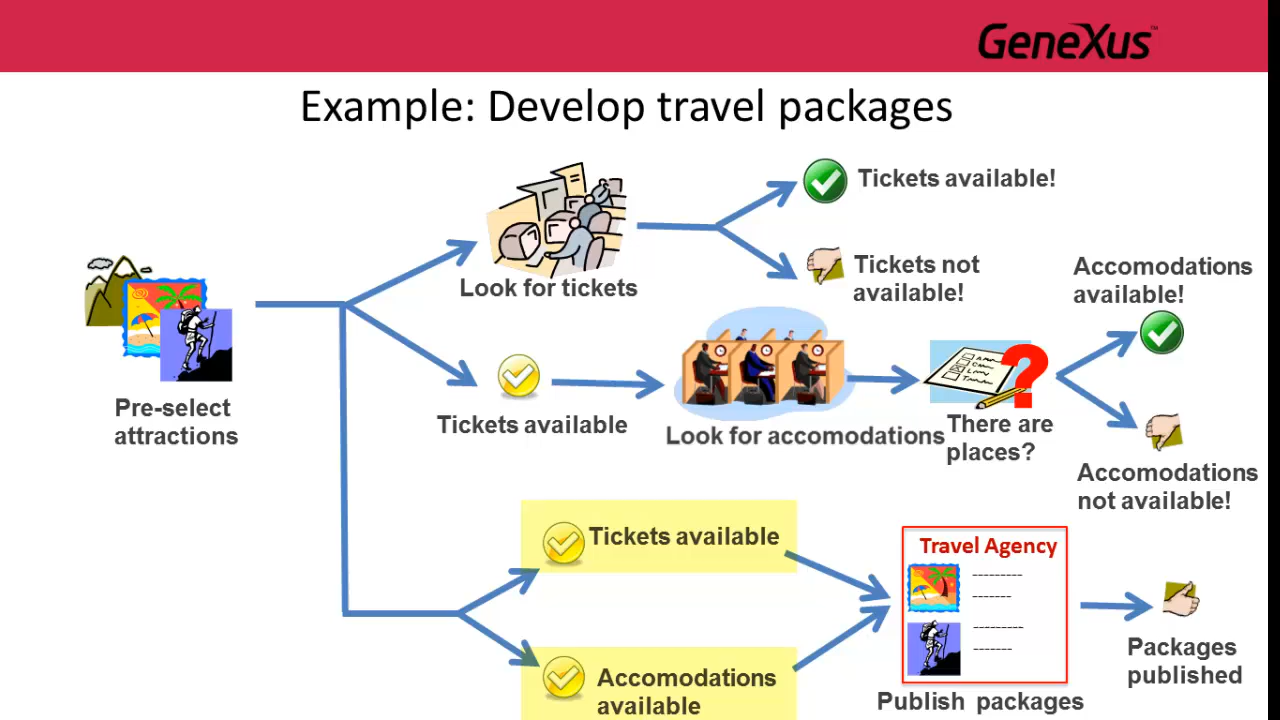 GeneXus™
Example: Develop travel packages
Tickets available!
Look for tickets
Tickets not
available!
Accomodations
available!
Pre-select
attractions
Tickets available
Look for accomodations
There are
places?
Accomodations
not available!
Tickets available
Travel Agency
Accomodations
available
Publish packages
Packages
published